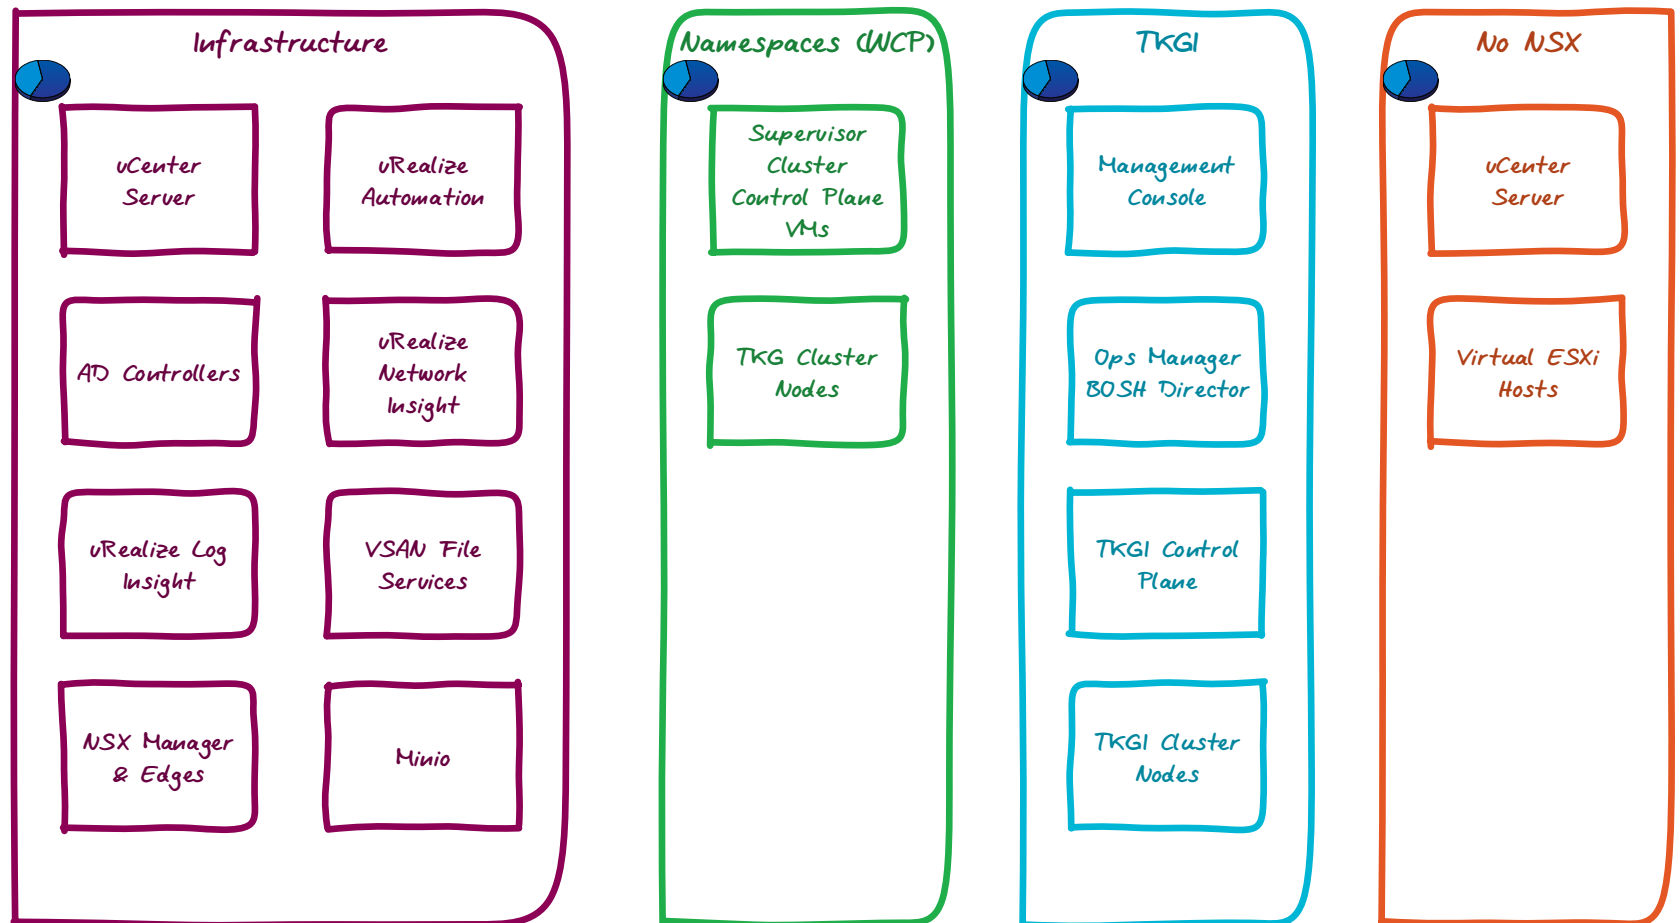 Infrastructure
vCenter
Server
vRealize
Automation
AD Controllers
vRealize
Network
Insight
vRealize Log
Insight
VSAN File
Services
NSX Manager
& Edges
Minio
Namespaces (WCP)
Supervisor
Cluster
Control Plane
VMs
TKG Cluster
Nodes
TKGI
Management
Console
Ops Manager
BOSH Director
TKGI Control
Plane
TKGI Cluster
Nodes
No NSX
vCenter
Server
Virtual ESXi
Hosts